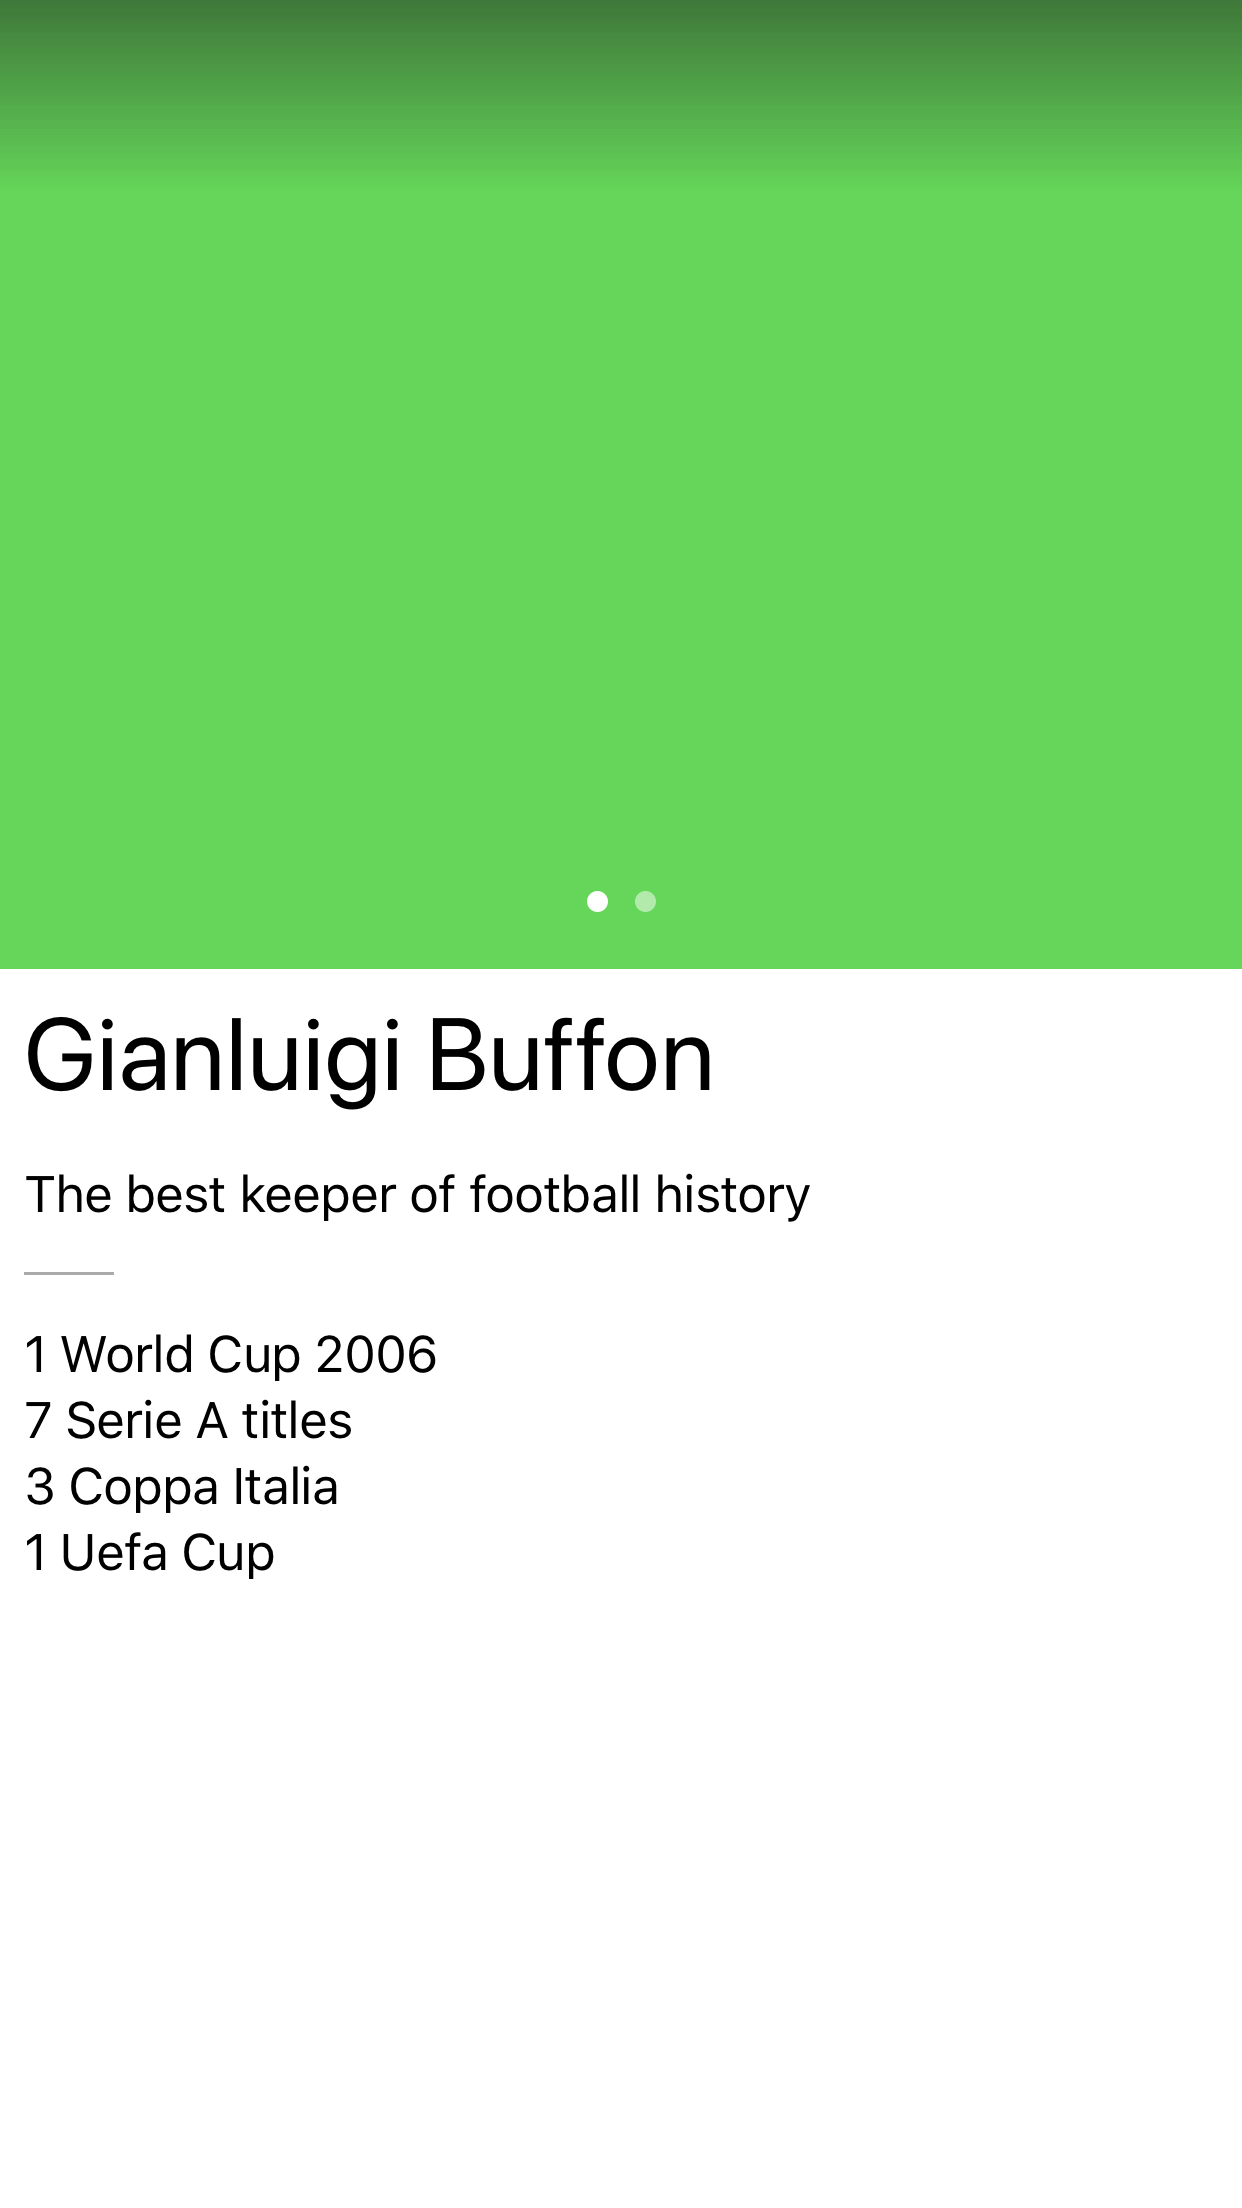 Gianluigi Buffon
The best keeper of football history
1 World Cup 2006
7 Serie A titles
3 Coppa Italia
1 Uefa Cup